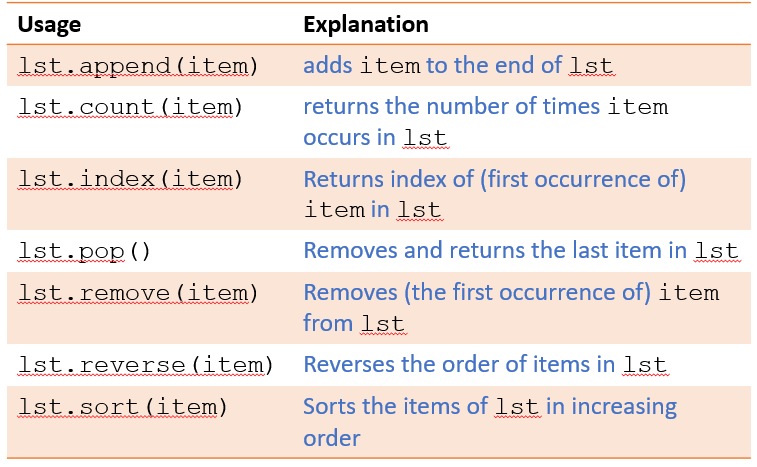 Usage Explanation
lst.append(item) adds item to the end of lst
lst.count(item) returns the number of times item
occurs in lst
lst.index(item) Returns index of (first occurrence of)
item in lst
lst.pop() Removes and returns the last item in lst
lst.remove(item) Removes (the first occurrence of) item
from lst
lst.reverse(item) Reverses the order of items in lst
lst.sort(item) Sorts the items of lst in increasing
order